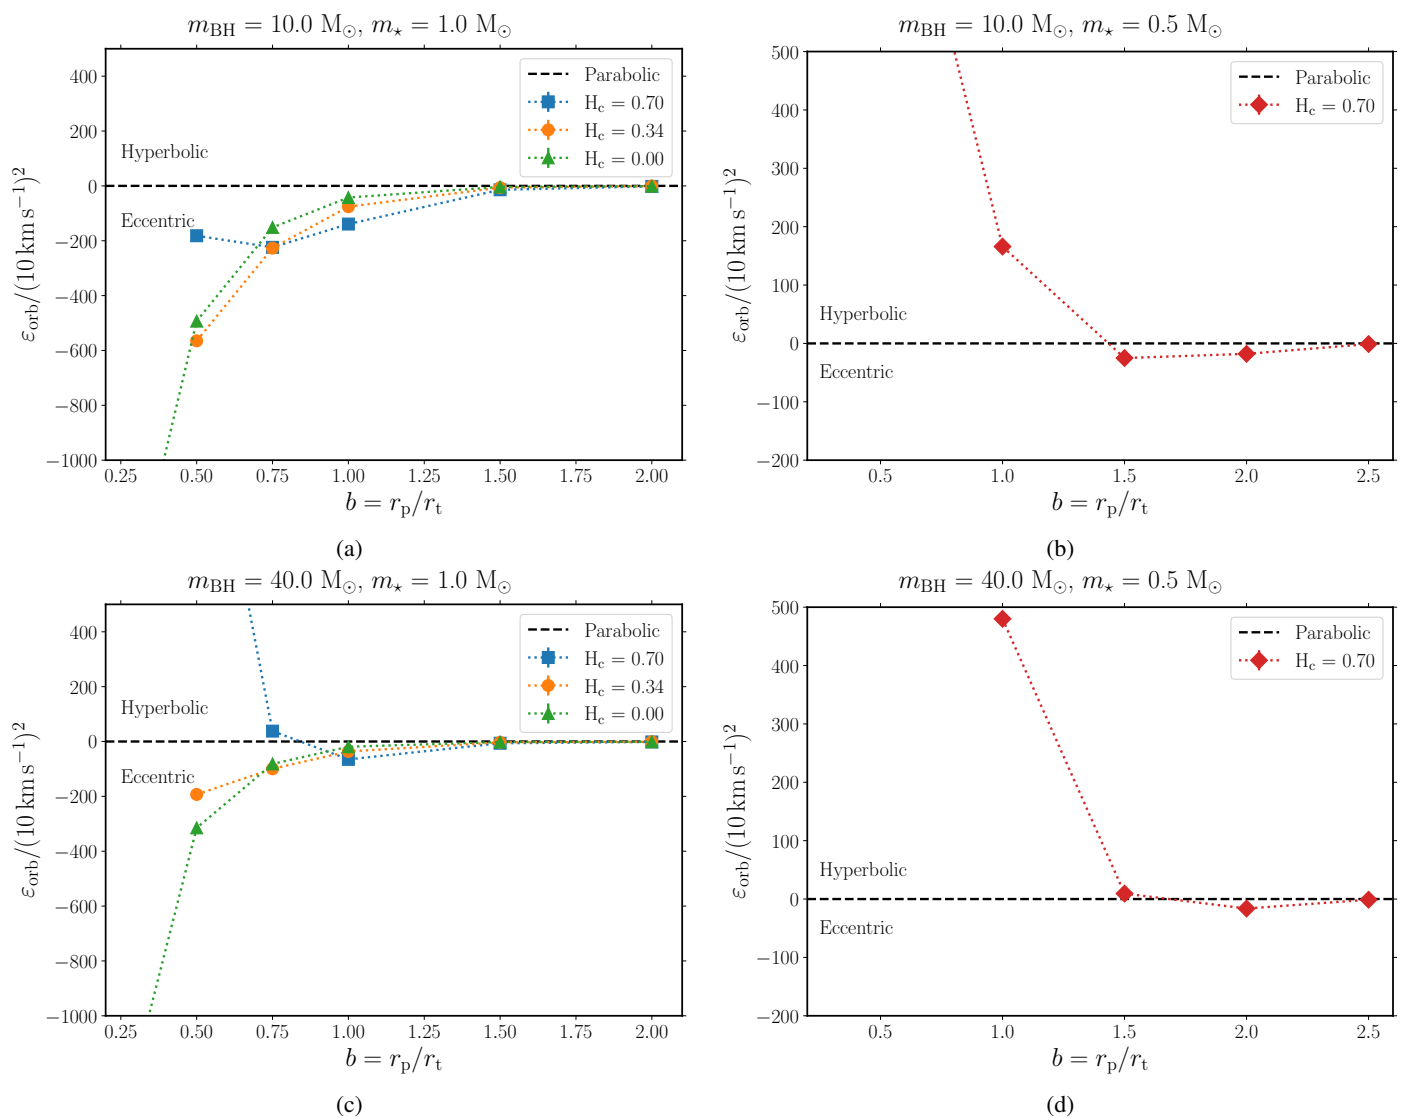 m_BH = 10.0 M_⊙, m_⋆ = 1.0 M_⊙
400
200
0
−200
−400
−600
−800
−1000
ε_orb/(10 km s^−1)^2
Hyperbolic
Eccentric
Parabolic
H_c = 0.70
H_c = 0.34
H_c = 0.00
0.25 0.50 0.75 1.00 1.25 1.50 1.75 2.00
b = r_p/r_t
(a)
m_BH = 10.0 M_⊙, m_⋆ = 0.5 M_⊙
500
400
300
200
100
0
−100
−200
ε_orb/(10 km s^−1)^2
Hyperbolic
Eccentric
Parabolic
H_c = 0.70
0.5 1.0 1.5 2.0 2.5
b = r_p/r_t
(b)
m_BH = 40.0 M_⊙, m_⋆ = 1.0 M_⊙
400
200
0
−200
−400
−600
−800
−1000
ε_orb/(10 km s^−1)^2
Hyperbolic
Eccentric
Parabolic
H_c = 0.70
H_c = 0.34
H_c = 0.00
0.25 0.50 0.75 1.00 1.25 1.50 1.75 2.00
b = r_p/r_t
(c)
m_BH = 40.0 M_⊙, m_⋆ = 0.5 M_⊙
500
400
300
200
100
0
−100
−200
ε_orb/(10 km s^−1)^2
Hyperbolic
Eccentric
Parabolic
H_c = 0.70
0.5 1.0 1.5 2.0 2.5
b = r_p/r_t
(d)